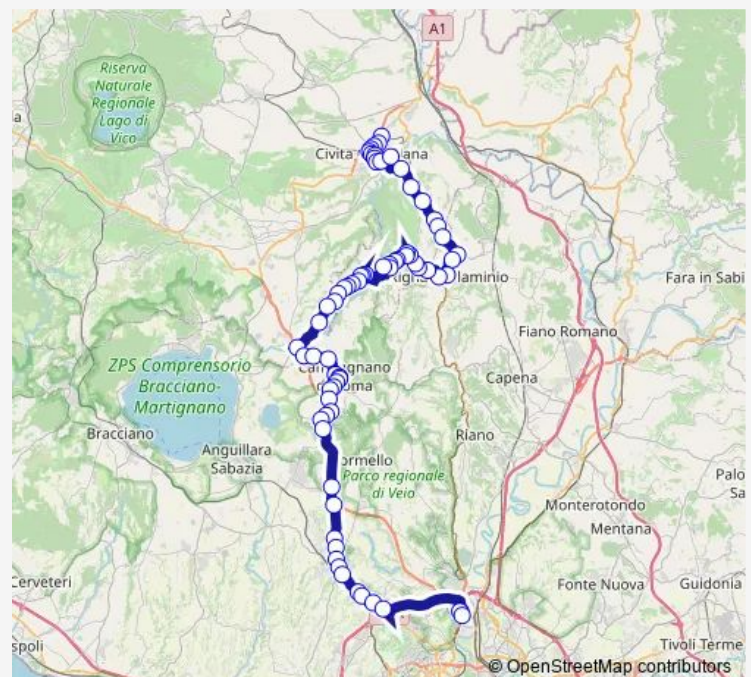 A1
Riserva
Naturale
Regionale
Lago di
Vico
a
Civita
ana
Fara in Sabi
laminio
Fiano Romano
ZPS Comprensorio
Bracciano-
Martignano
Capena
Bracciano
Riano
Anguillara
Sabazia
ormello
Parco regionale
di Veio
Palo
Sa
Monterotondo
Mentana
Cerveteri
Fonte Nuova
Guidonia
spoli
Tivoli Terme
© OpenStreetMap contributors